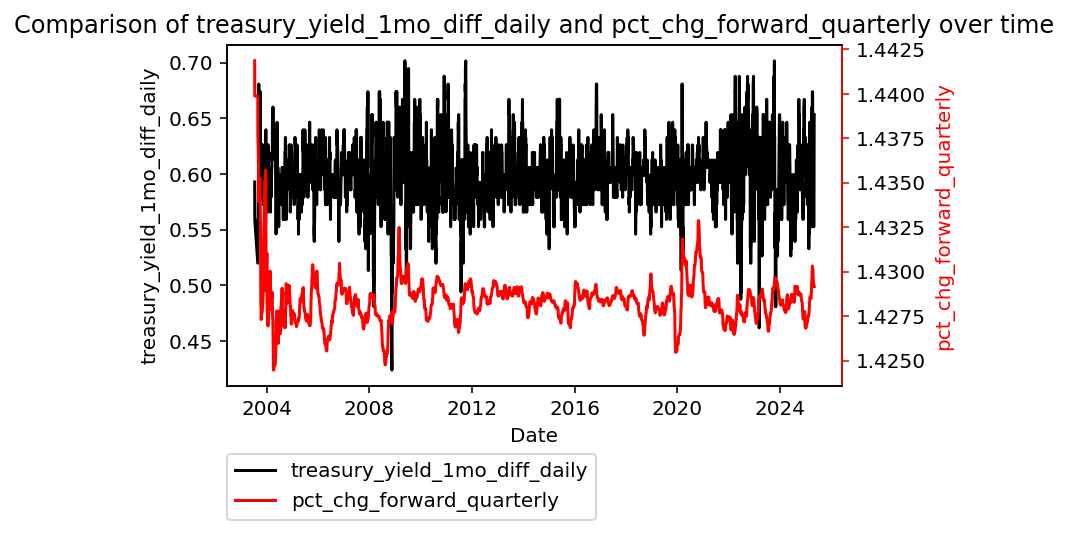 Comparison of treasury_yield_1mo_diff_daily and pct_chg_forward_quarterly over time
treasury_yield_1mo_diff_daily
0.70
0.65
0.60
0.55
0.50
0.45
1.4425
1.4400
1.4375
1.4350
1.4325
1.4300
1.4275
1.4250
pct_chg_forward_quarterly
2004 2008 2012 2016 2020 2024
Date
treasury_yield_1mo_diff_daily
pct_chg_forward_quarterly